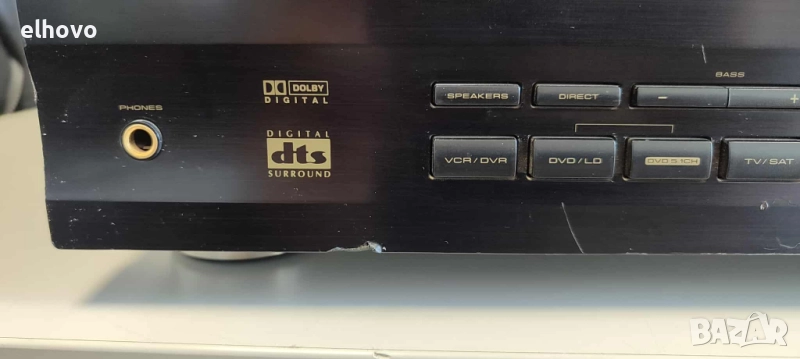 elhovo
PHONES
DOLBY
DIGITAL
DIGITAL
dts
SURROUND
SPEAKERS
DIRECT
BASS
− +
VCR/DVR
DVD/LD
DVD 5.1CH
TV/SAT
BAZAR